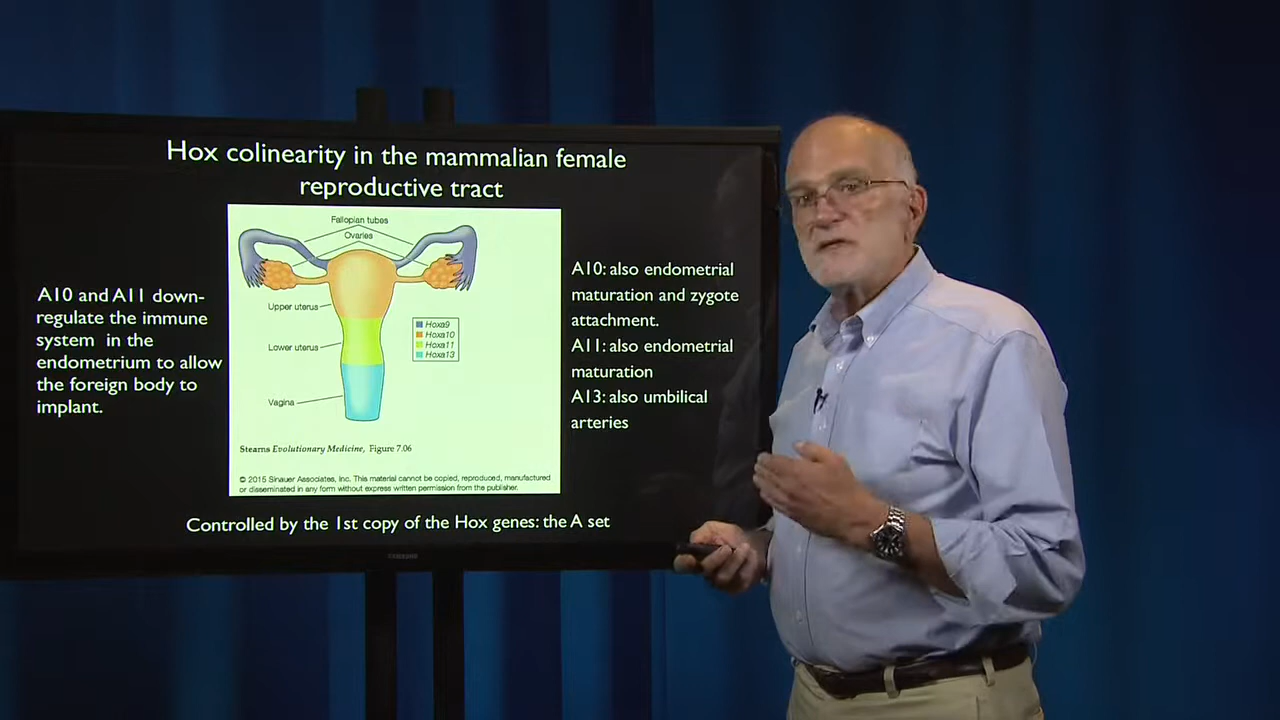 Hox colinearity in the mammalian female
reproductive tract
A10 and A11 down-
regulate the immune
system in the
endometrium to allow
the foreign body to
implant.
Fallopian tubes
Ovaries
Upper uterus
Lower uterus
Vagina
Hoxa9
Hoxa10
Hoxa11
Hoxa13
Stearns Evolutionary Medicine, Figure 7.06
© 2015 Sinauer Associates, Inc. This material cannot be copied, reproduced, manufactured
or disseminated in any form without express written permission from the publisher.
A10: also endometrial
maturation and zygote
attachment.
A11: also endometrial
maturation
A13: also umbilical
arteries
Controlled by the 1st copy of the Hox genes: the A set
SAMSUNG